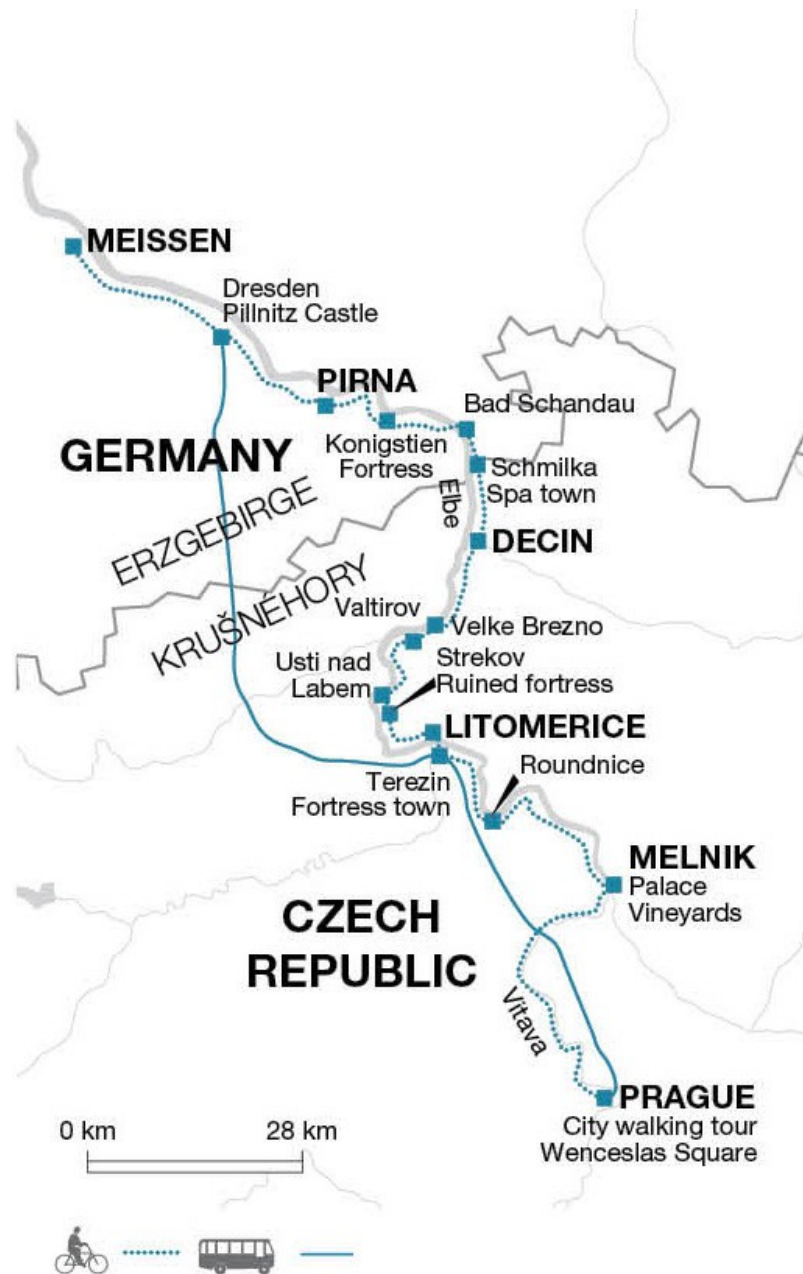 MEISSEN
Dresden
Pillnitz Castle
PIRNA
Bad Schandau
GERMANY
Konigstien
Fortress
Schmilka
Spa town
Elbe
ERZGEBIRGE
DECIN
KRUŠNÉHORY
Valtirov
Velke Brezno
Strekov
Ruined fortress
Usti nad
Labem
LITOMERICE
Terezin
Fortress town
Roundnice
MELNIK
Palace
Vineyards
CZECH
REPUBLIC
Vitava
PRAGUE
City walking tour
Wenceslas Square
0 km
28 km